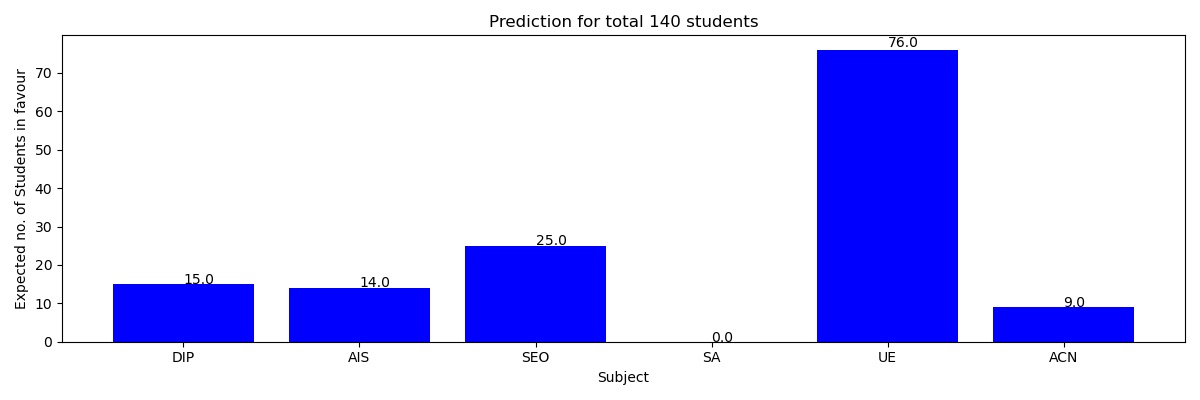 Prediction for total 140 students
Expected no. of Students in favour
70
60
50
40
30
20
10
0
15.0
14.0
25.0
0.0
76.0
9.0
DIP
AIS
SEO
SA
UE
ACN
Subject